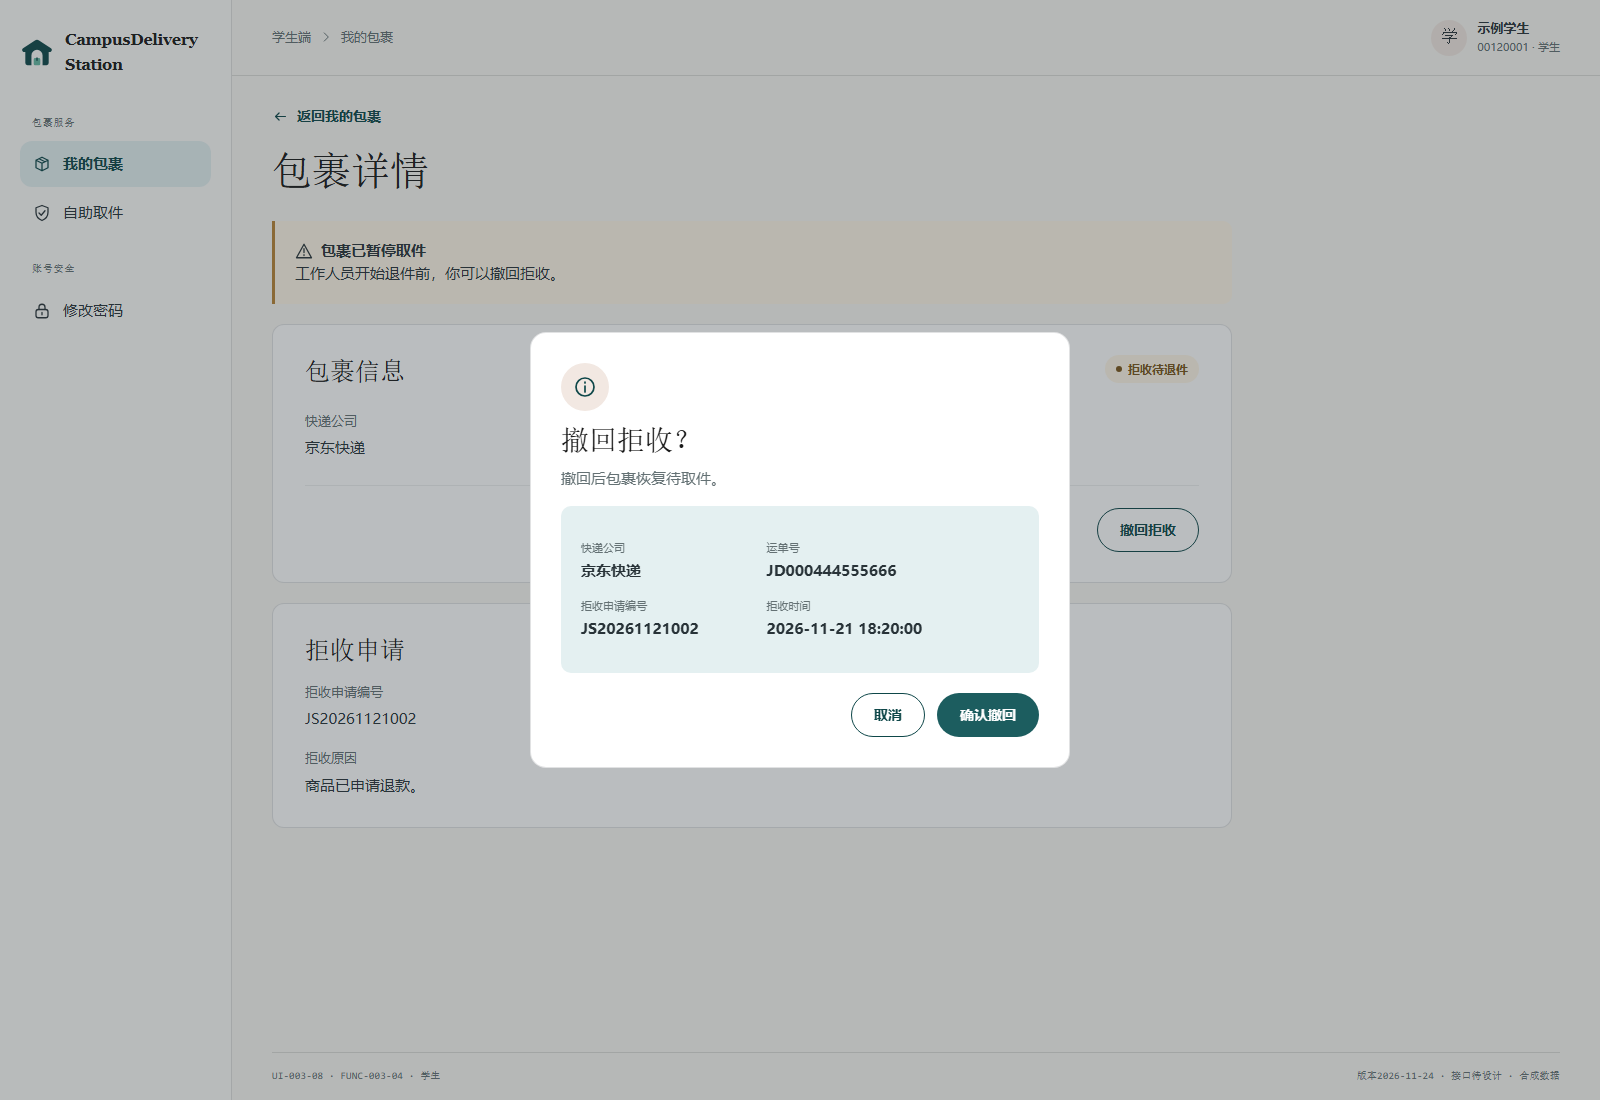 CampusDelivery
Station
包裹服务
我的包裹
自助取件
账号安全
修改密码
学生端 > 我的包裹
学
示例学生
00120001 · 学生
← 返回我的包裹
包裹详情
包裹已暂停取件
工作人员开始退件前，你可以撤回拒收。
包裹信息
拒收待退件
快递公司
京东快递
撤回拒收
拒收申请
拒收申请编号
JS20261121002
拒收原因
商品已申请退款。
撤回拒收？
撤回后包裹恢复待取件。
快递公司
京东快递
运单号
JD000444555666
拒收申请编号
JS20261121002
拒收时间
2026-11-21 18:20:00
取消
确认撤回
UI-003-08 · FUNC-003-04 · 学生
版本2026-11-24 · 接口待设计 · 合成数据